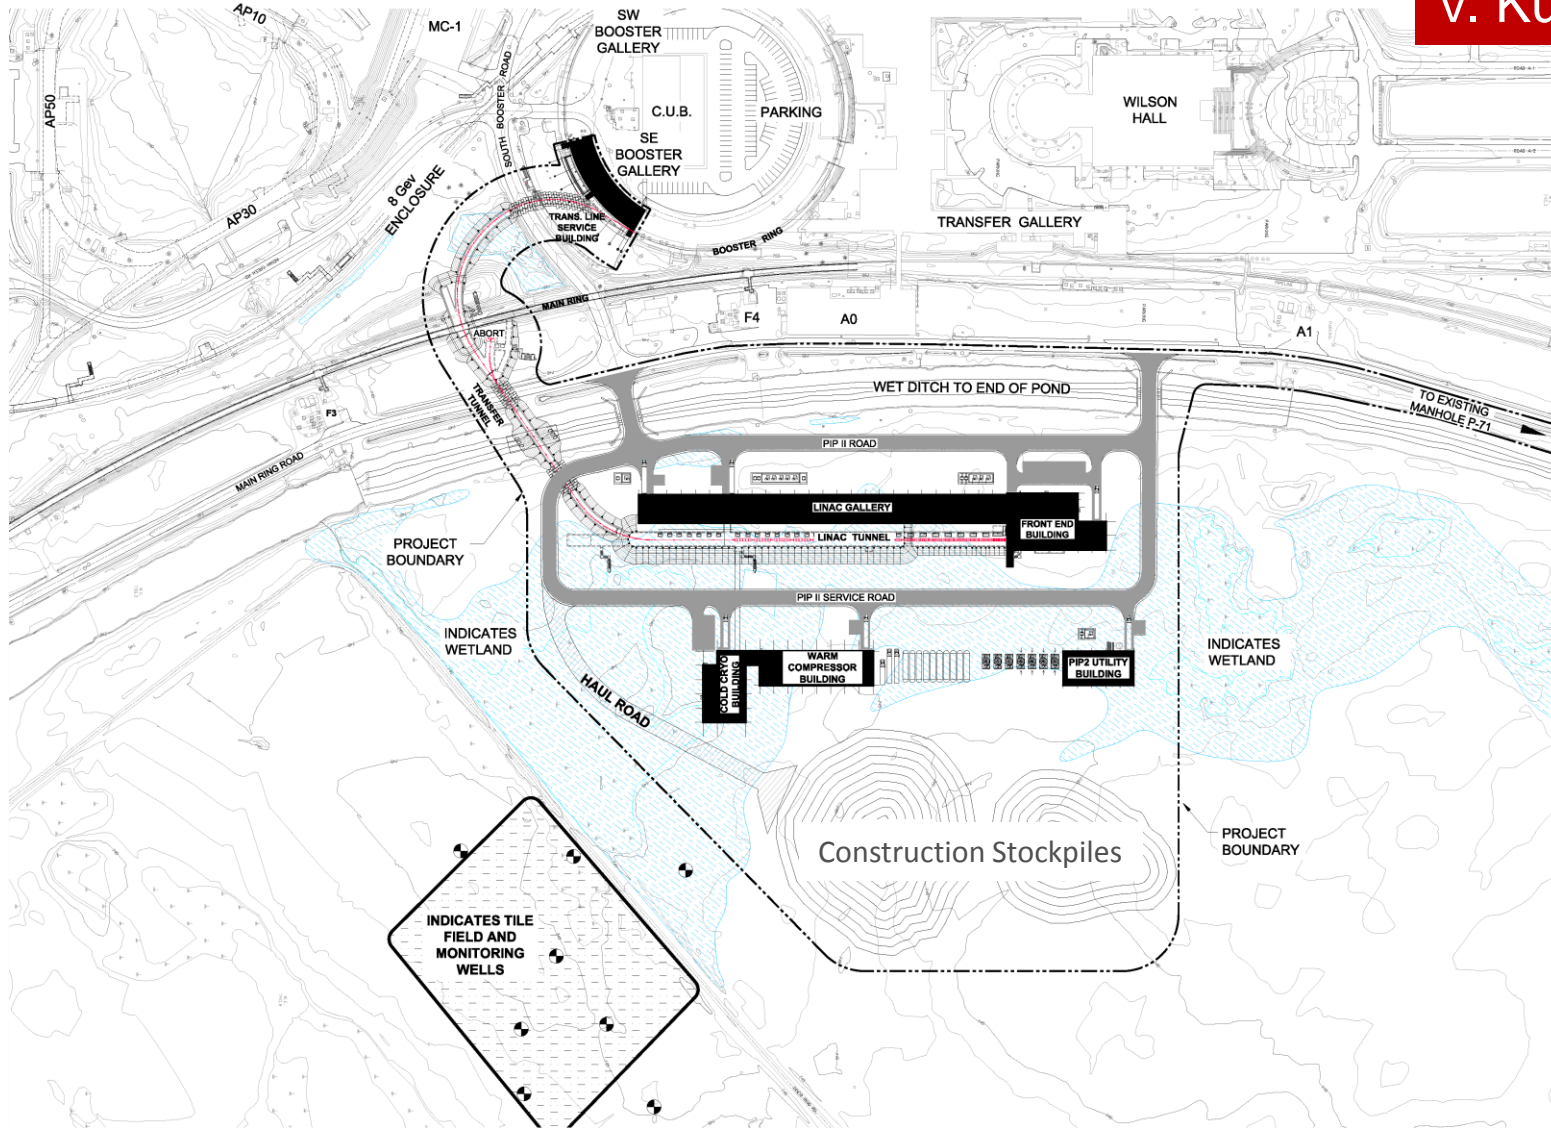 V. Ku
AP10
MC-1
SW
BOOSTER
GALLERY
SOUTH BOOSTER ROAD
C.U.B.
PARKING
WILSON
HALL
AP50
SE
BOOSTER
GALLERY
8 Gev
ENCLOSURE
AP30
TRANS. LINE
SERVICE
BUILDING
BOOSTER RING
TRANSFER GALLERY
MAIN RING
ABORT
F4
A0
A1
TRANSFER
TUNNEL
WET DITCH TO END OF POND
TO EXISTING
MANHOLE P-71
F3
MAIN RING ROAD
PIP II ROAD
LINAC GALLERY
FRONT END
BUILDING
LINAC TUNNEL
PROJECT
BOUNDARY
PIP II SERVICE ROAD
INDICATES
WETLAND
INDICATES
WETLAND
COLD CRYO
BUILDING
WARM
COMPRESSOR
BUILDING
PIP2 UTILITY
BUILDING
HAUL ROAD
Construction Stockpiles
PROJECT
BOUNDARY
INDICATES TILE
FIELD AND
MONITORING
WELLS